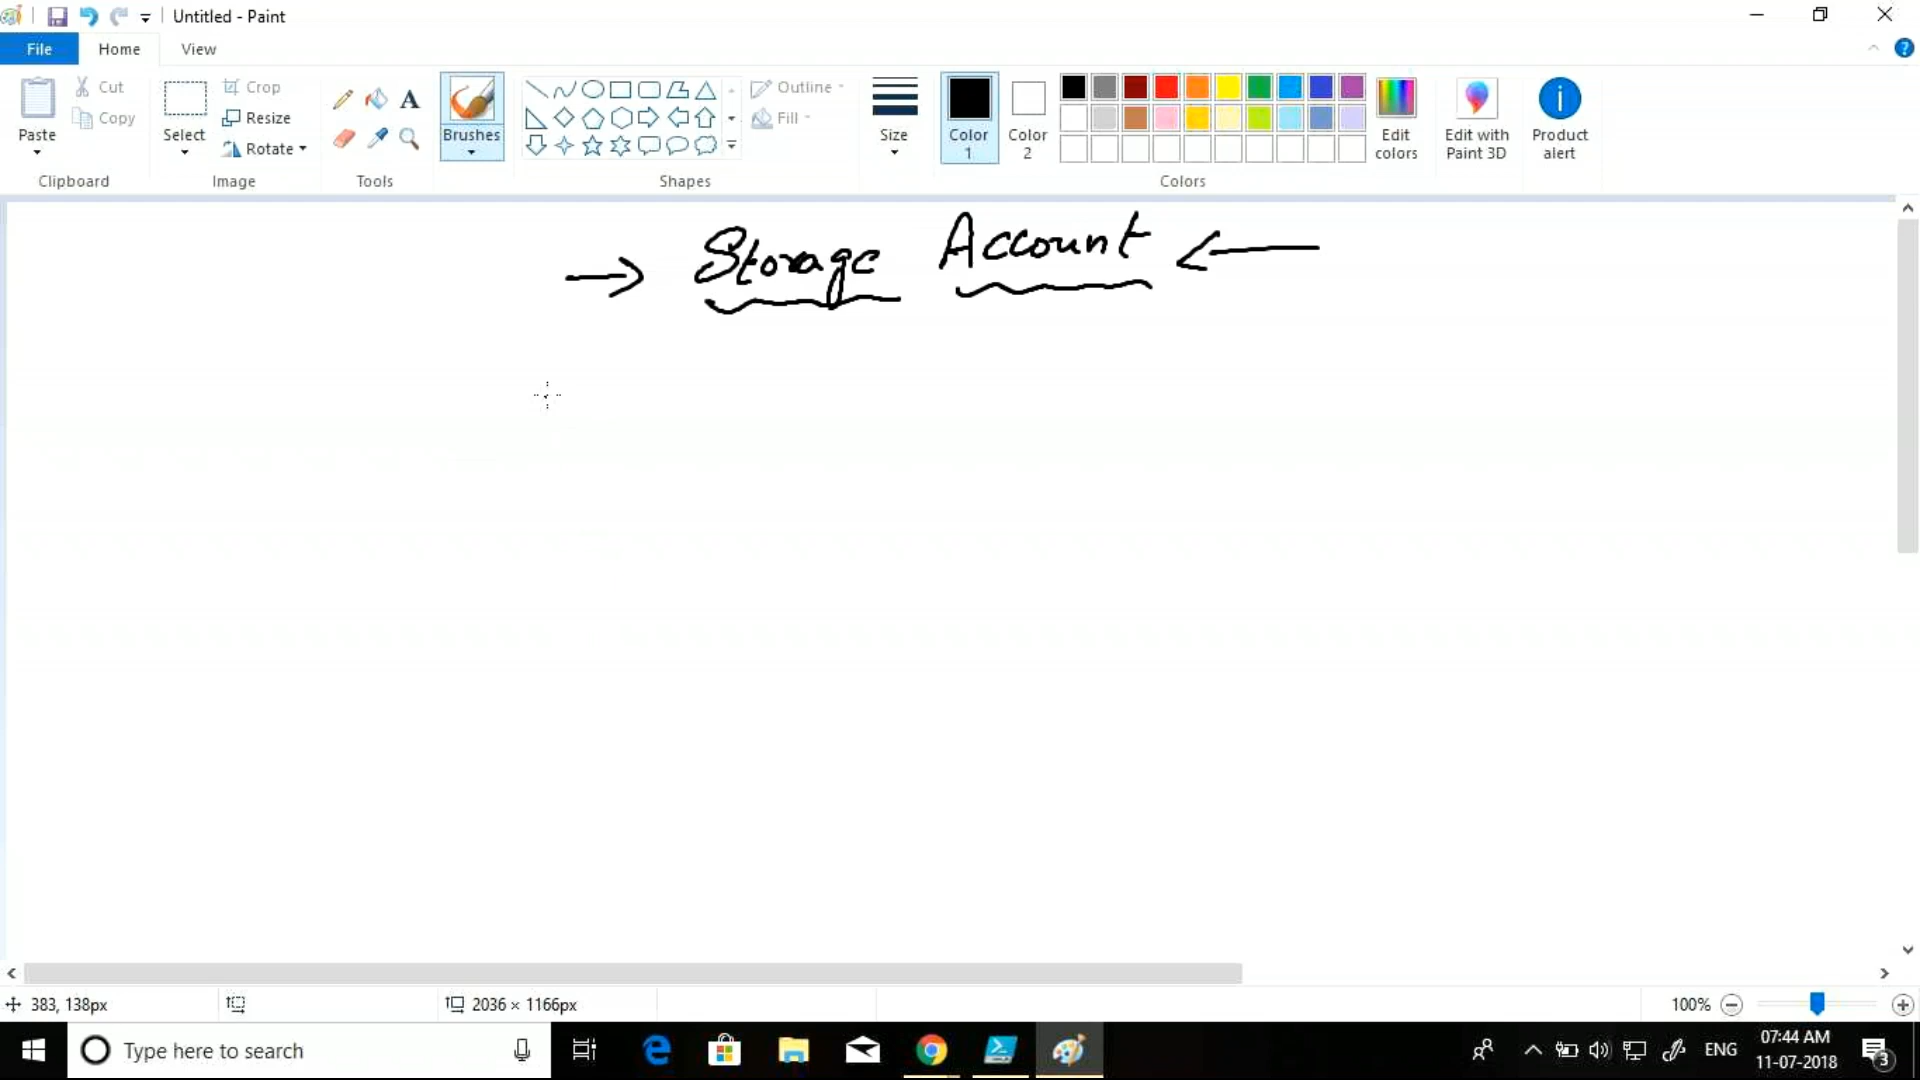 Untitled - Paint
File Home View
Paste
Cut
Copy
Clipboard
Select
Crop
Resize
Rotate
Image
A
Tools
Brushes
Shapes
Outline
Fill
Size
Color 1
Color 2
Colors
Edit colors
Edit with Paint 3D
Product alert
→ Storage Account ←
383, 138px
2036 × 1166px
100%
Type here to search
ENG
07:44 AM
11-07-2018
3